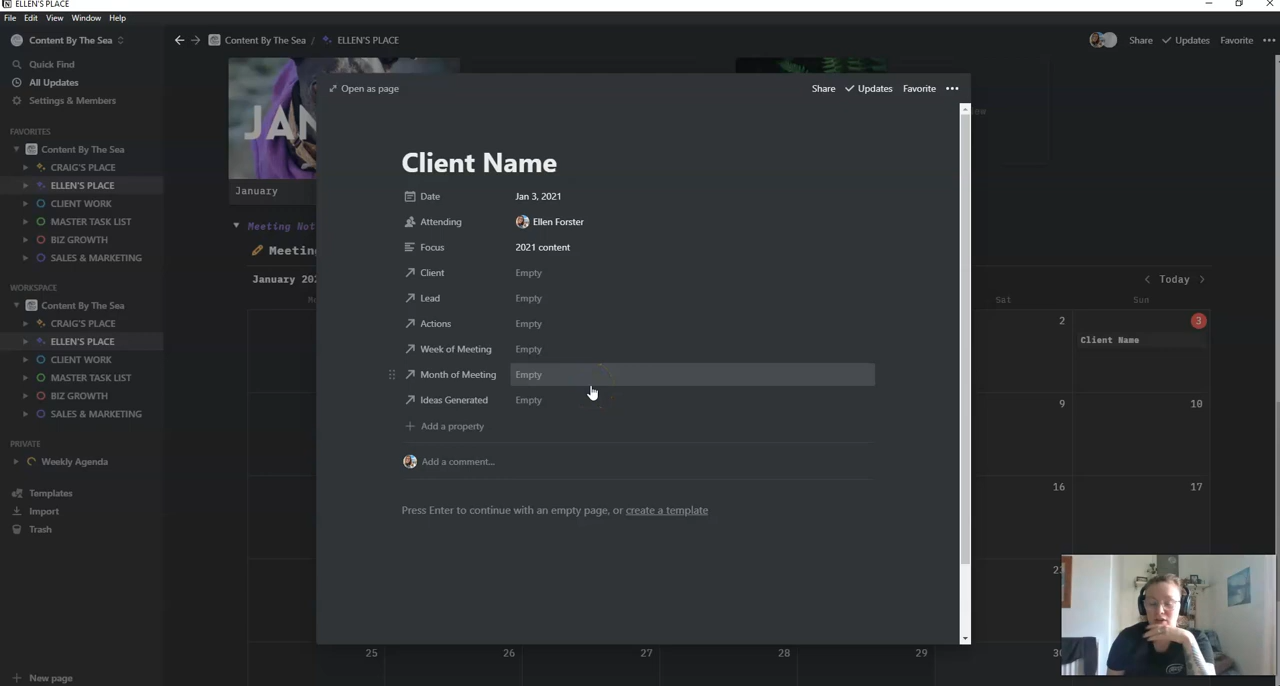 ELLEN'S PLACE
File Edit View Window Help
Content By The Sea
Content By The Sea / ELLEN'S PLACE
Share Updates Favorite
Quick Find
All Updates
Settings & Members
FAVORITES
Content By The Sea
CRAIG'S PLACE
ELLEN'S PLACE
CLIENT WORK
MASTER TASK LIST
BIZ GROWTH
SALES & MARKETING
WORKSPACE
Content By The Sea
CRAIG'S PLACE
ELLEN'S PLACE
CLIENT WORK
MASTER TASK LIST
BIZ GROWTH
SALES & MARKETING
PRIVATE
Weekly Agenda
Templates
Import
Trash
New page
JAN
January
Meeting Not
Meeting
January 202
Open as page
Share Updates Favorite
Client Name
Date Jan 3, 2021
Attending Ellen Forster
Focus 2021 content
Client Empty
Lead Empty
Actions Empty
Week of Meeting Empty
Month of Meeting Empty
Ideas Generated Empty
Add a property
Add a comment...
Press Enter to continue with an empty page, or create a template
Today
Sat Sun
2 3
Client Name
9 10
16 17
25 26 27 28 29